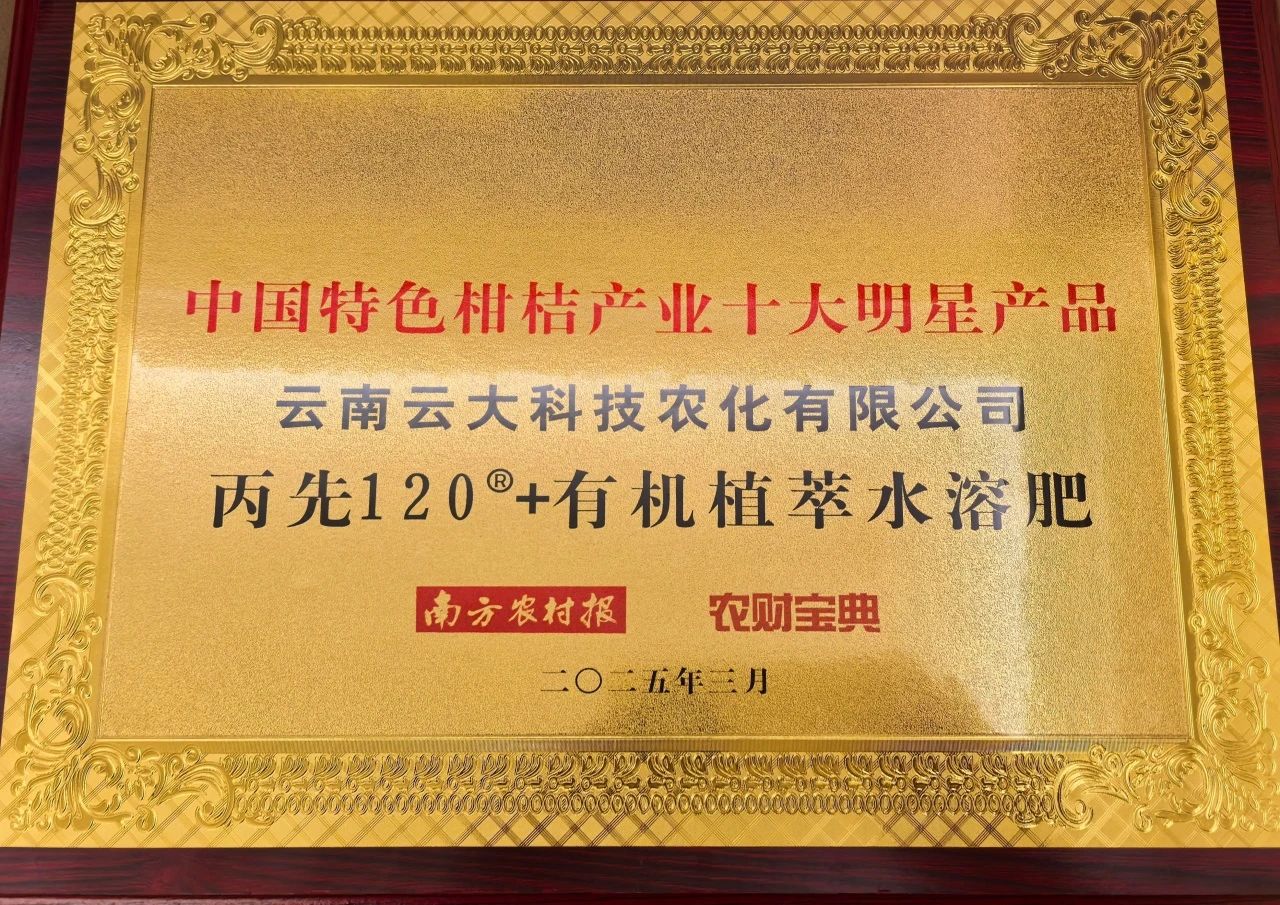 中国特色柑桔产业十大明星产品
云南云大科技农化有限公司
丙先120®+有机植萃水溶肥
南方农村报 农财宝典
二〇二五年三月